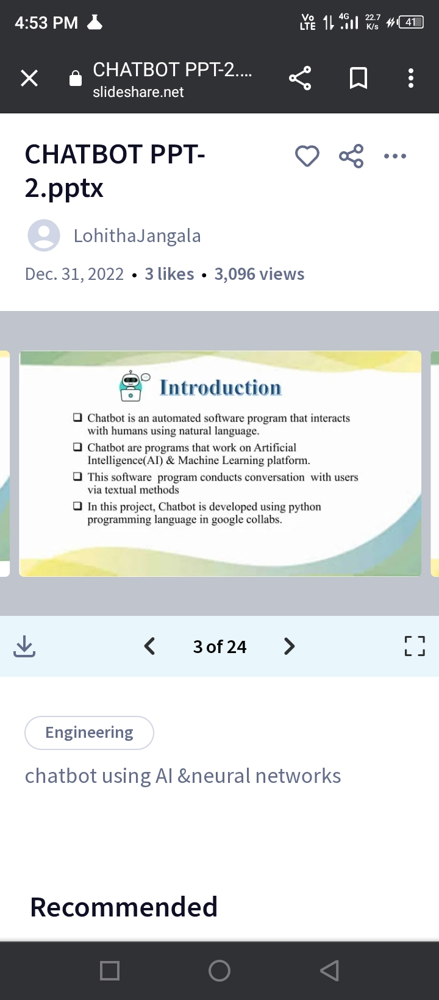 4:53 PM
Vo
LTE
4G
22.7
K/s
41
CHATBOT PPT-2....
slideshare.net
CHATBOT PPT-
2.pptx
LohithaJangala
Dec. 31, 2022 • 3 likes • 3,096 views
Introduction
Chatbot is an automated software program that interacts
with humans using natural language.
Chatbot are programs that work on Artificial
Intelligence(AI) & Machine Learning platform.
This software program conducts conversation with users
via textual methods
In this project, Chatbot is developed using python
programming language in google collabs.
3 of 24
Engineering
chatbot using AI &neural networks
Recommended